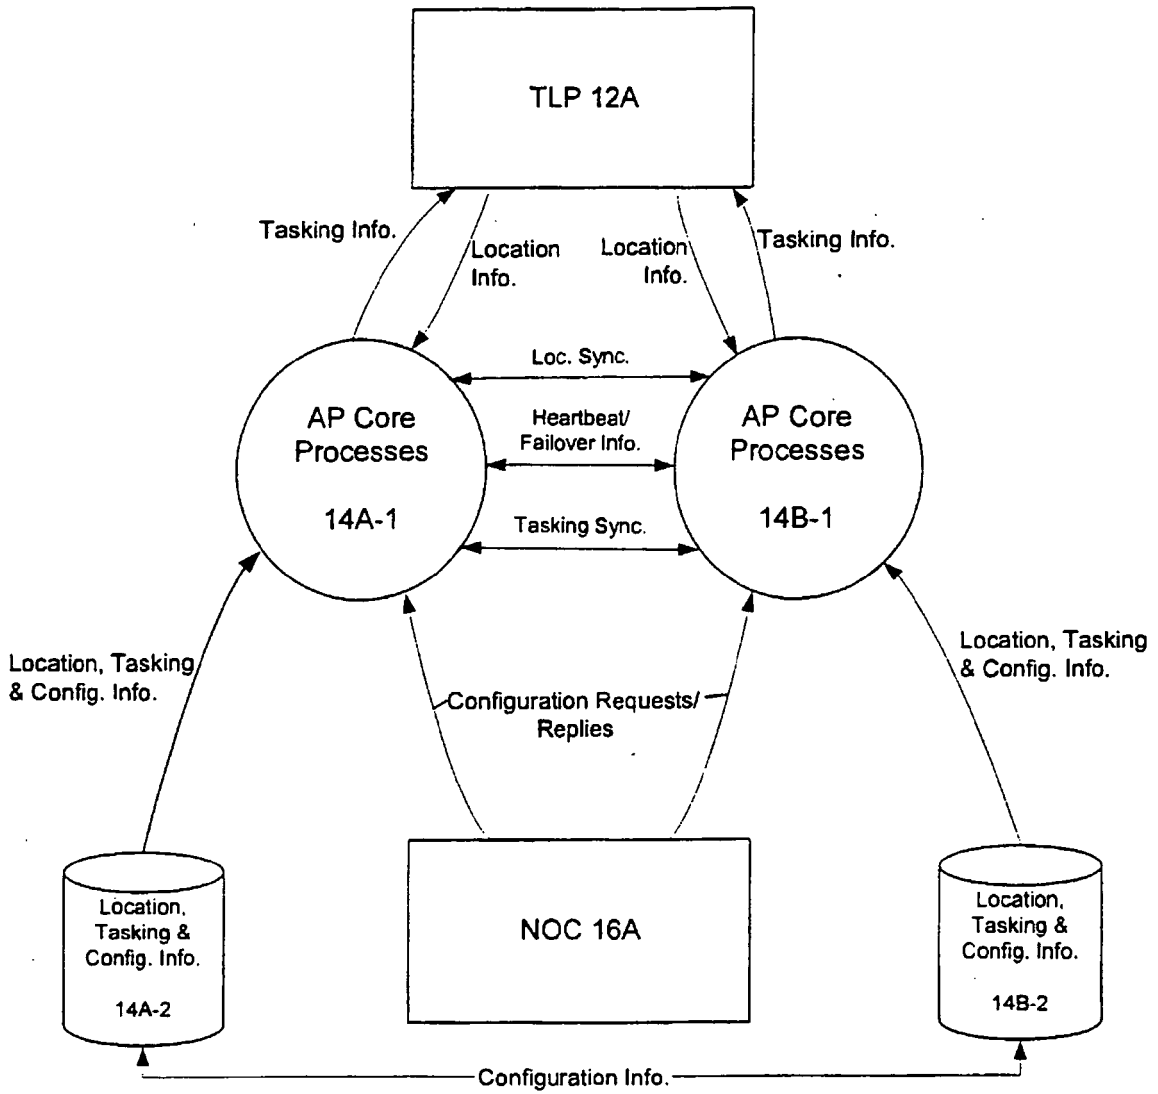 TLP 12A
Tasking Info.
Location
Info.
Location
Info.
Tasking Info.
Loc. Sync.
AP Core
Processes
14A-1
Heartbeat/
Failover Info.
AP Core
Processes
14B-1
Tasking Sync.
Location, Tasking
& Config. Info.
Configuration Requests/
Replies
Location, Tasking
& Config. Info.
Location,
Tasking &
Config. Info.
14A-2
NOC 16A
Location,
Tasking &
Config. Info.
14B-2
Configuration Info.